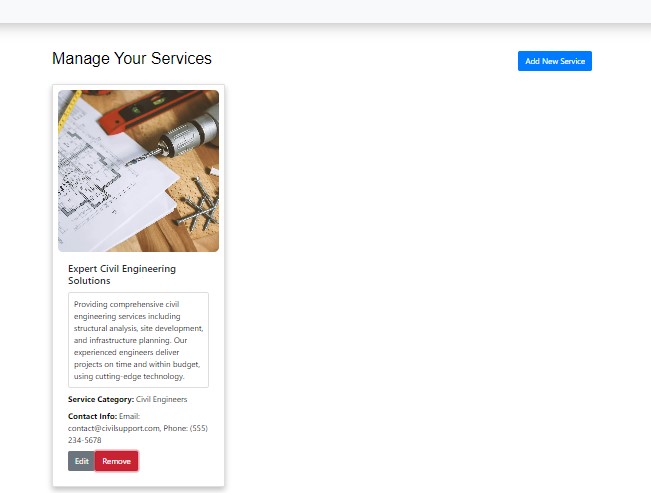 Manage Your Services
Add New Service
Expert Civil Engineering
Solutions
Providing comprehensive civil
engineering services including
structural analysis, site development,
and infrastructure planning. Our
experienced engineers deliver
projects on time and within budget,
using cutting-edge technology.
Service Category: Civil Engineers
Contact Info: Email:
contact@civilsupport.com, Phone: (555)
234-5678
Edit
Remove